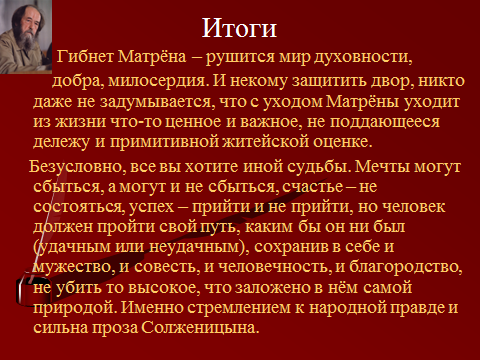 Итоги
Гибнет Матрёна – рушится мир духовности,
добра, милосердия. И некому защитить двор, никто
даже не задумывается, что с уходом Матрёны уходит
из жизни что-то ценное и важное, не поддающееся
дележу и примитивной житейской оценке.
Безусловно, все вы хотите иной судьбы. Мечты могут
сбыться, а могут и не сбыться, счастье – не
состояться, успех – прийти и не прийти, но человек
должен пройти свой путь, каким бы он ни был
(удачным или неудачным), сохранив в себе и
мужество, и совесть, и человечность, и благородство,
не убить то высокое, что заложено в нём самой
природой. Именно стремлением к народной правде и
сильна проза Солженицына.